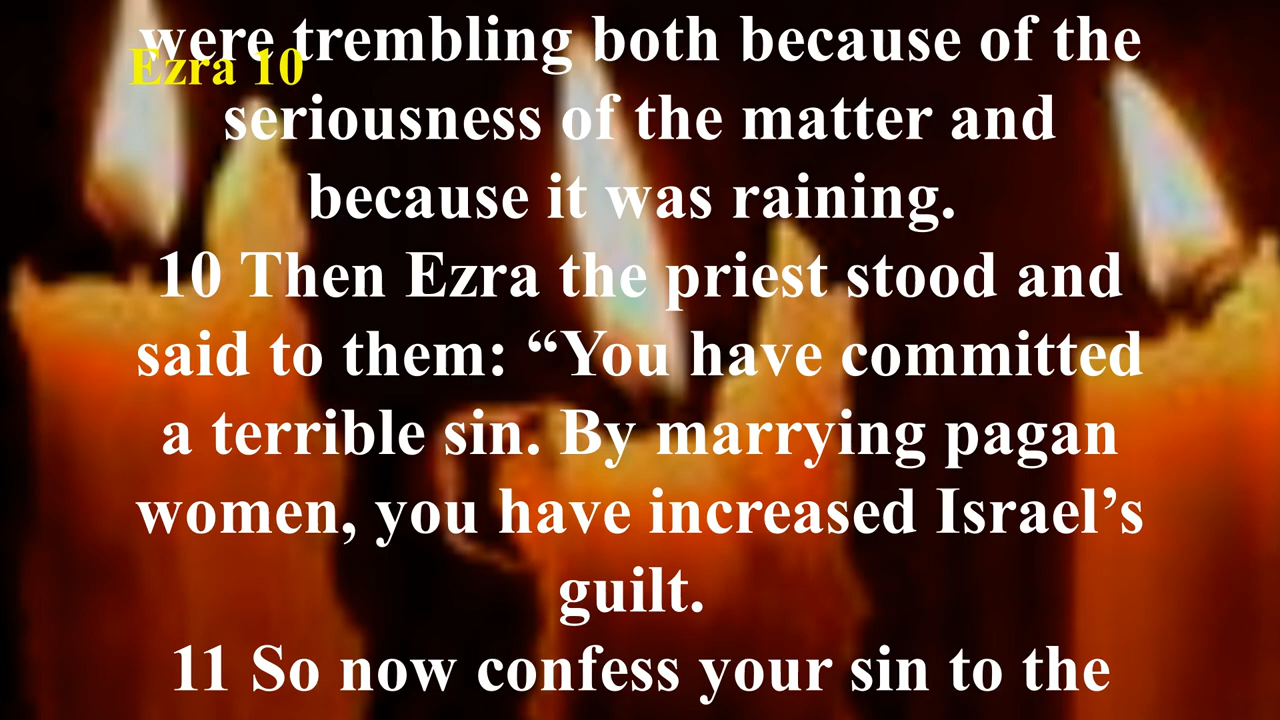 were trembling both because of the
Ezra 10
seriousness of the matter and
because it was raining.
10 Then Ezra the priest stood and
said to them: “You have committed
a terrible sin. By marrying pagan
women, you have increased Israel’s
guilt.
11 So now confess your sin to the